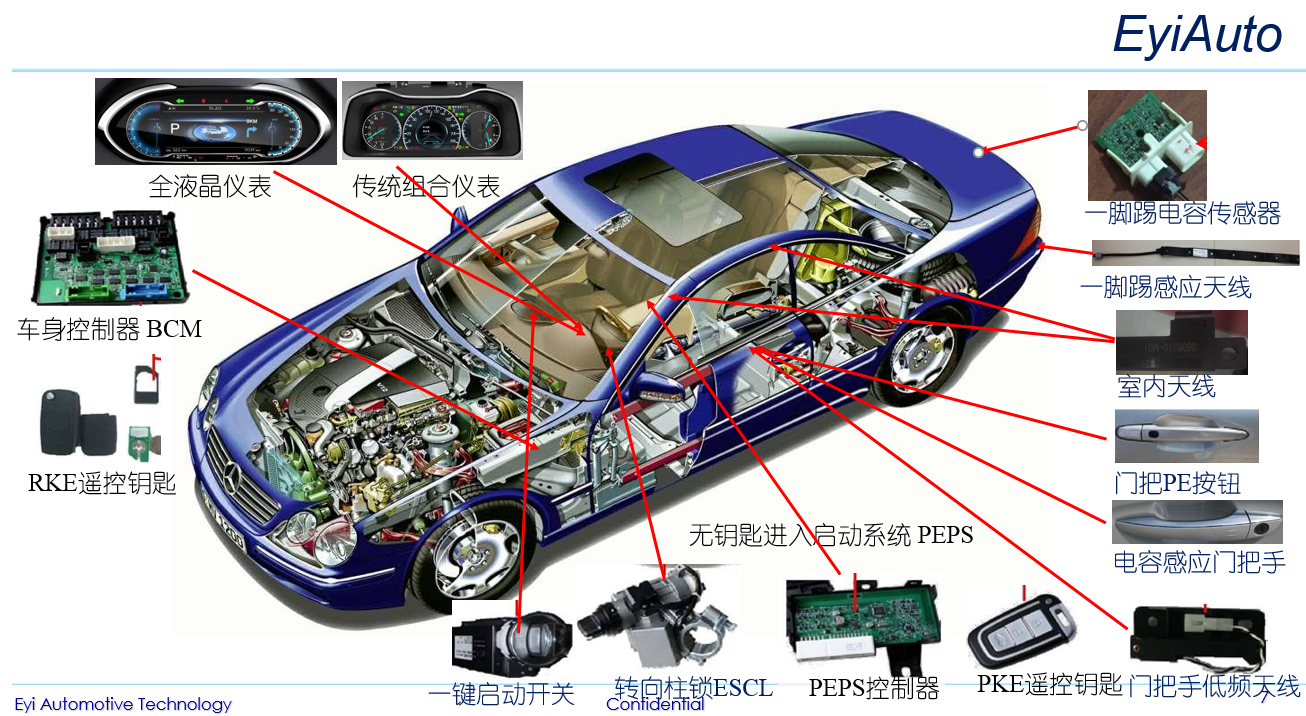 EyiAuto
全液晶仪表
传统组合仪表
一脚踢电容传感器
一脚踢感应天线
车身控制器 BCM
3608210-MC1
室内天线
V12
RKE遥控钥匙
门把PE按钮
无钥匙进入启动系统 PEPS
电容感应门把手
一键启动开关
转向柱锁ESCL
PEPS控制器
PKE遥控钥匙
门把手低频天线
Eyi Automotive Technology
Confidential
7